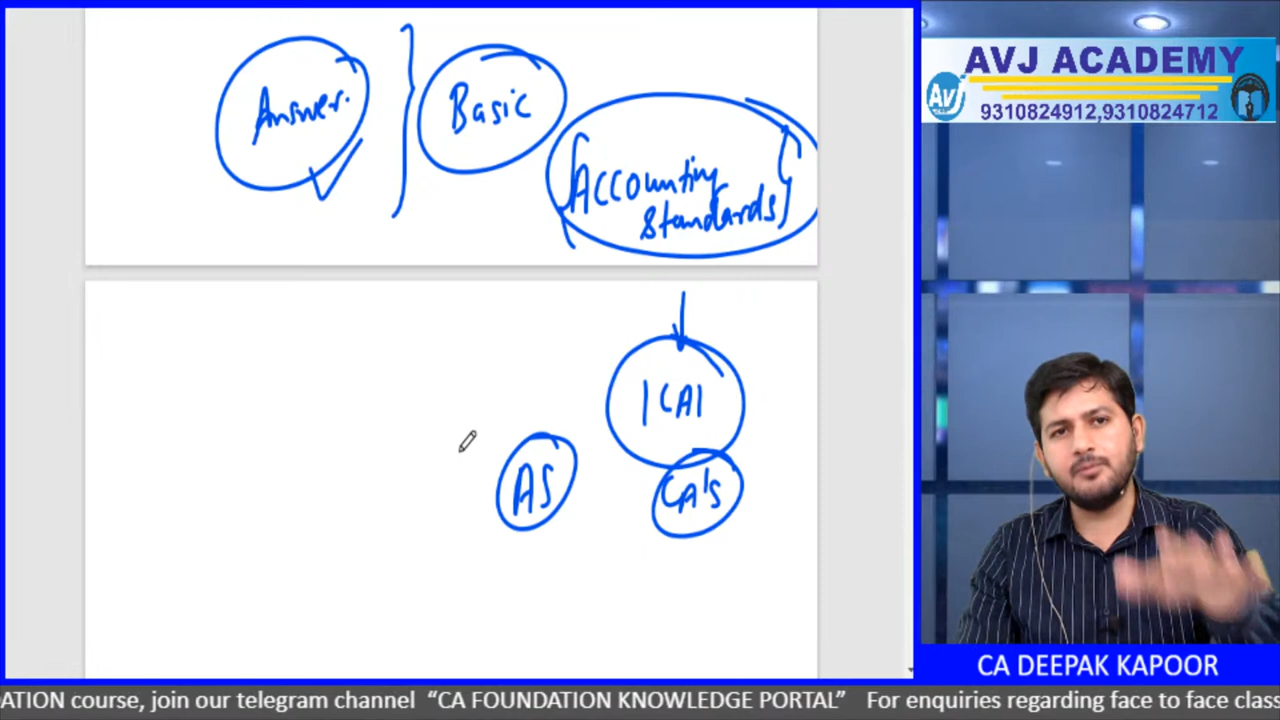 Answer.
Basic
Accounting
Standards
ICAI
AS
CA's
AVJ ACADEMY
AVJ
9310824912,9310824712
CA DEEPAK KAPOOR
DATION course, join our telegram channel “CA FOUNDATION KNOWLEDGE PORTAL” For enquiries regarding face to face class